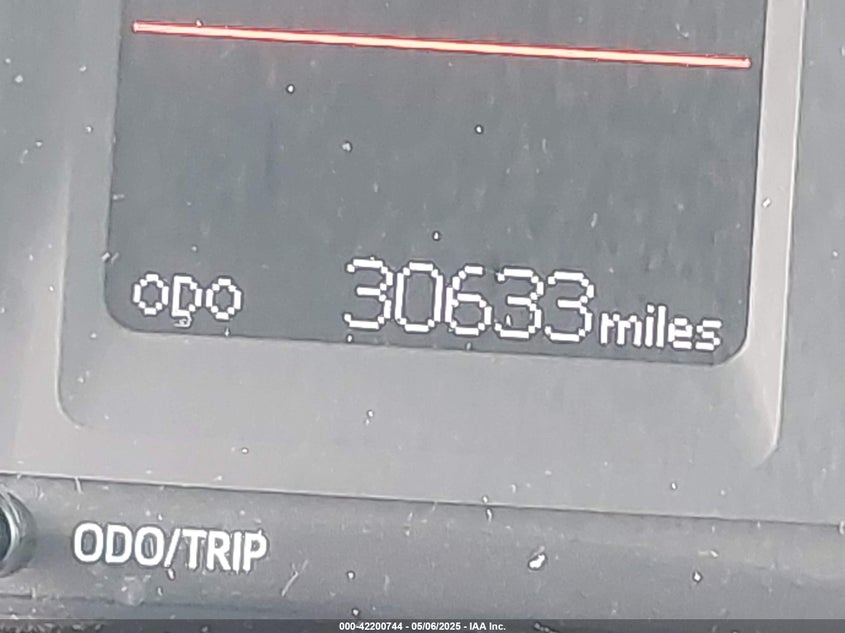 ODO 30633 miles
ODO/TRIP
000-42200744 - 05/06/2025 - IAA Inc.